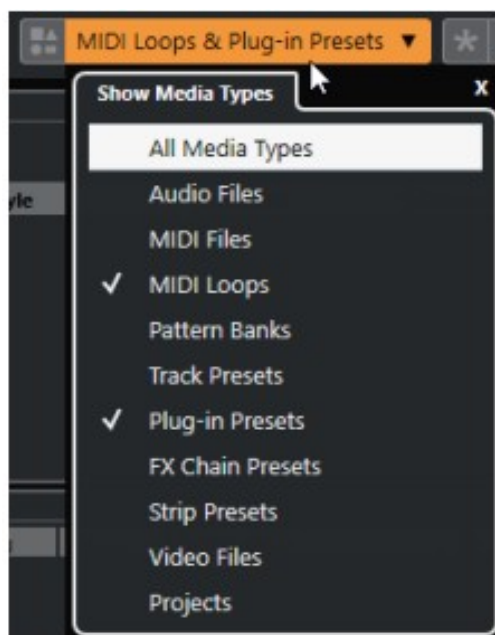 MIDI Loops & Plug-in Presets
Show Media Types
x
yle
All Media Types
Audio Files
MIDI Files
MIDI Loops
Pattern Banks
Track Presets
Plug-in Presets
FX Chain Presets
Strip Presets
Video Files
Projects